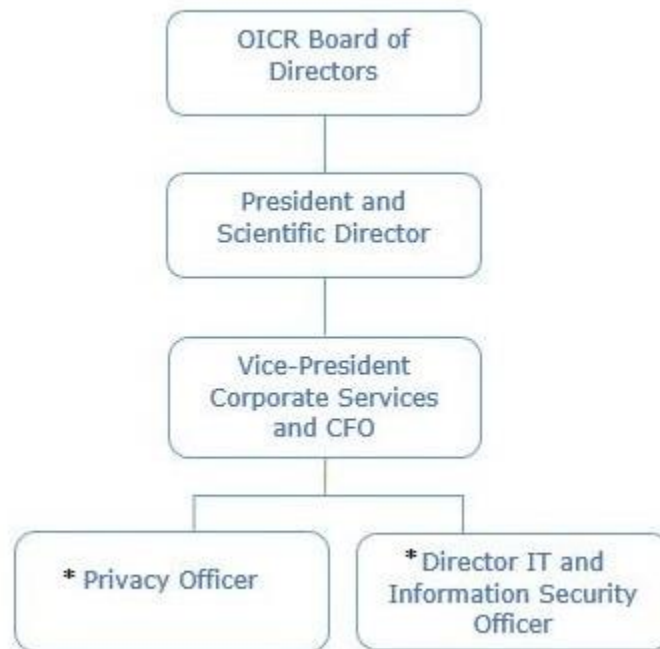 OICR Board of
Directors
President and
Scientific Director
Vice-President
Corporate Services
and CFO
* Privacy Officer
* Director IT and
Information Security
Officer